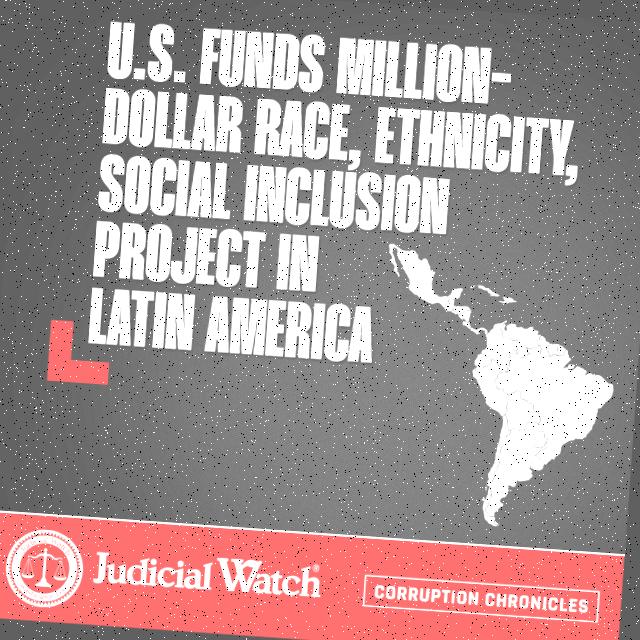 U.S. FUNDS MILLION-
DOLLAR RACE, ETHNICITY,
SOCIAL INCLUSION
PROJECT IN
LATIN AMERICA
Judicial Watch®
CORRUPTION CHRONICLES